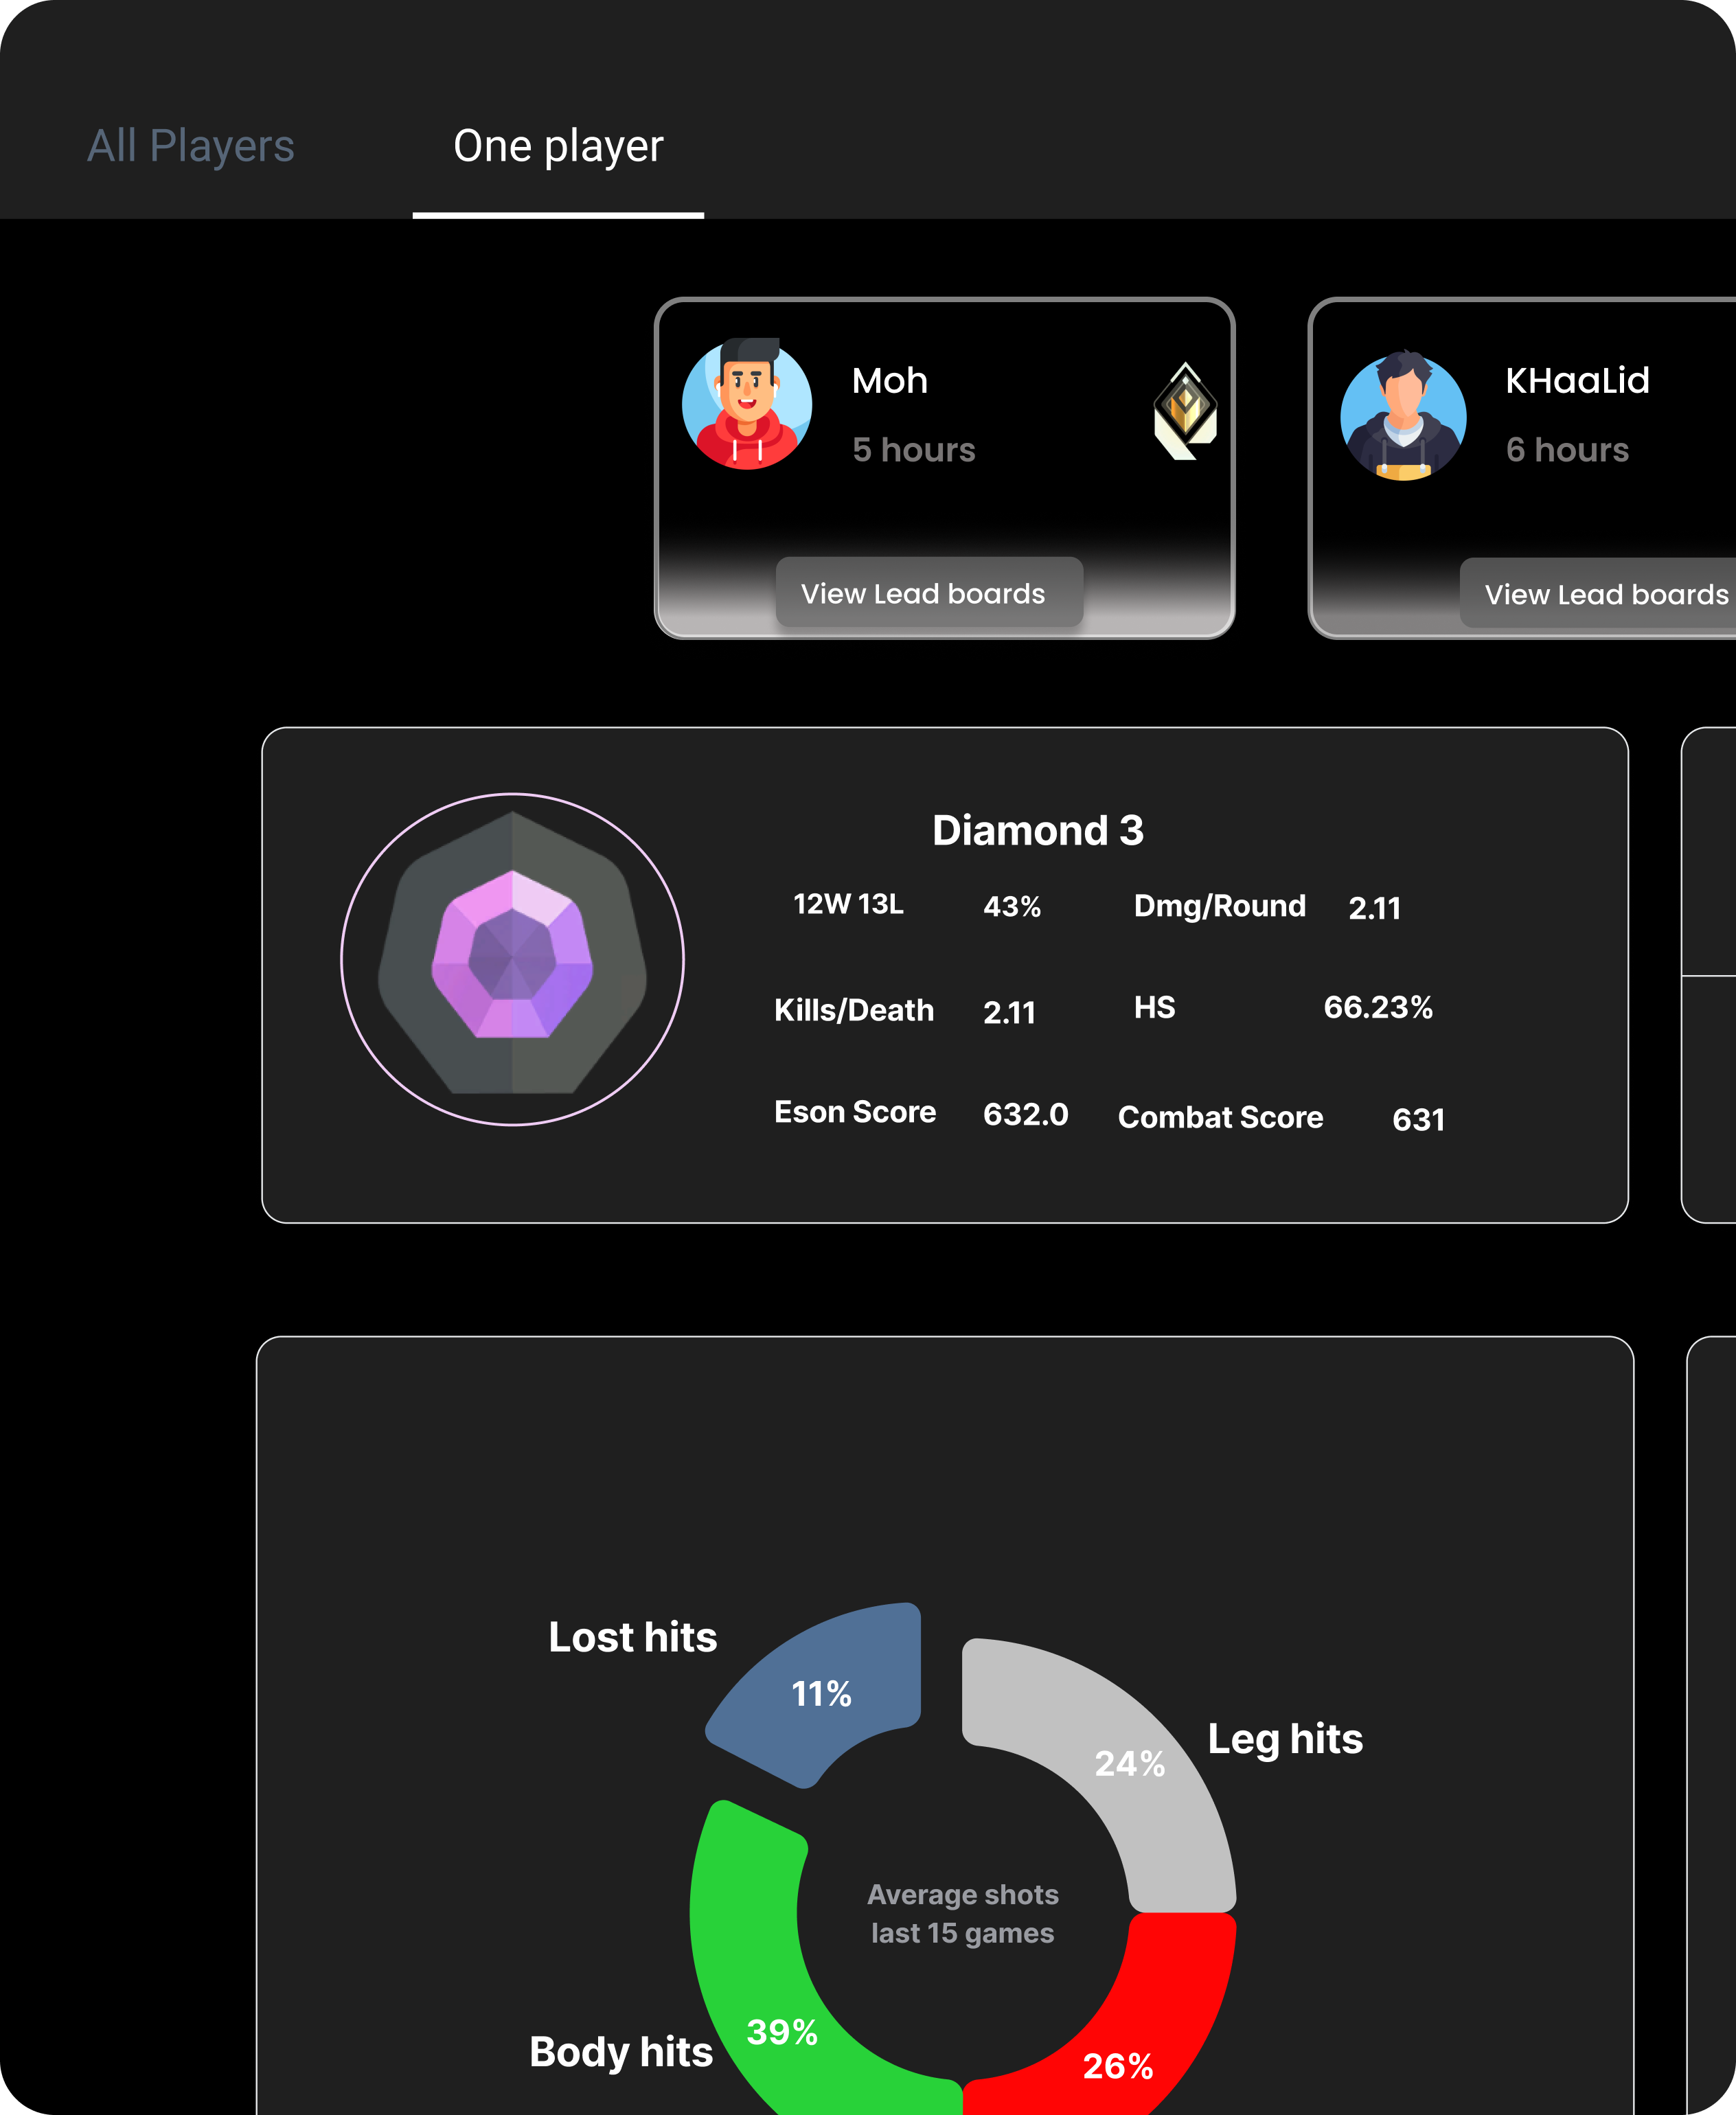 All Players
One player
Moh
5 hours
View Lead boards
KHaaLid
6 hours
View Lead boards
Diamond 3
12W 13L
43%
Dmg/Round
2.11
Kills/Death
2.11
HS
66.23%
Eson Score
632.0
Combat Score
631
Lost hits
11%
Leg hits
24%
Average shots
last 15 games
Body hits
39%
26%